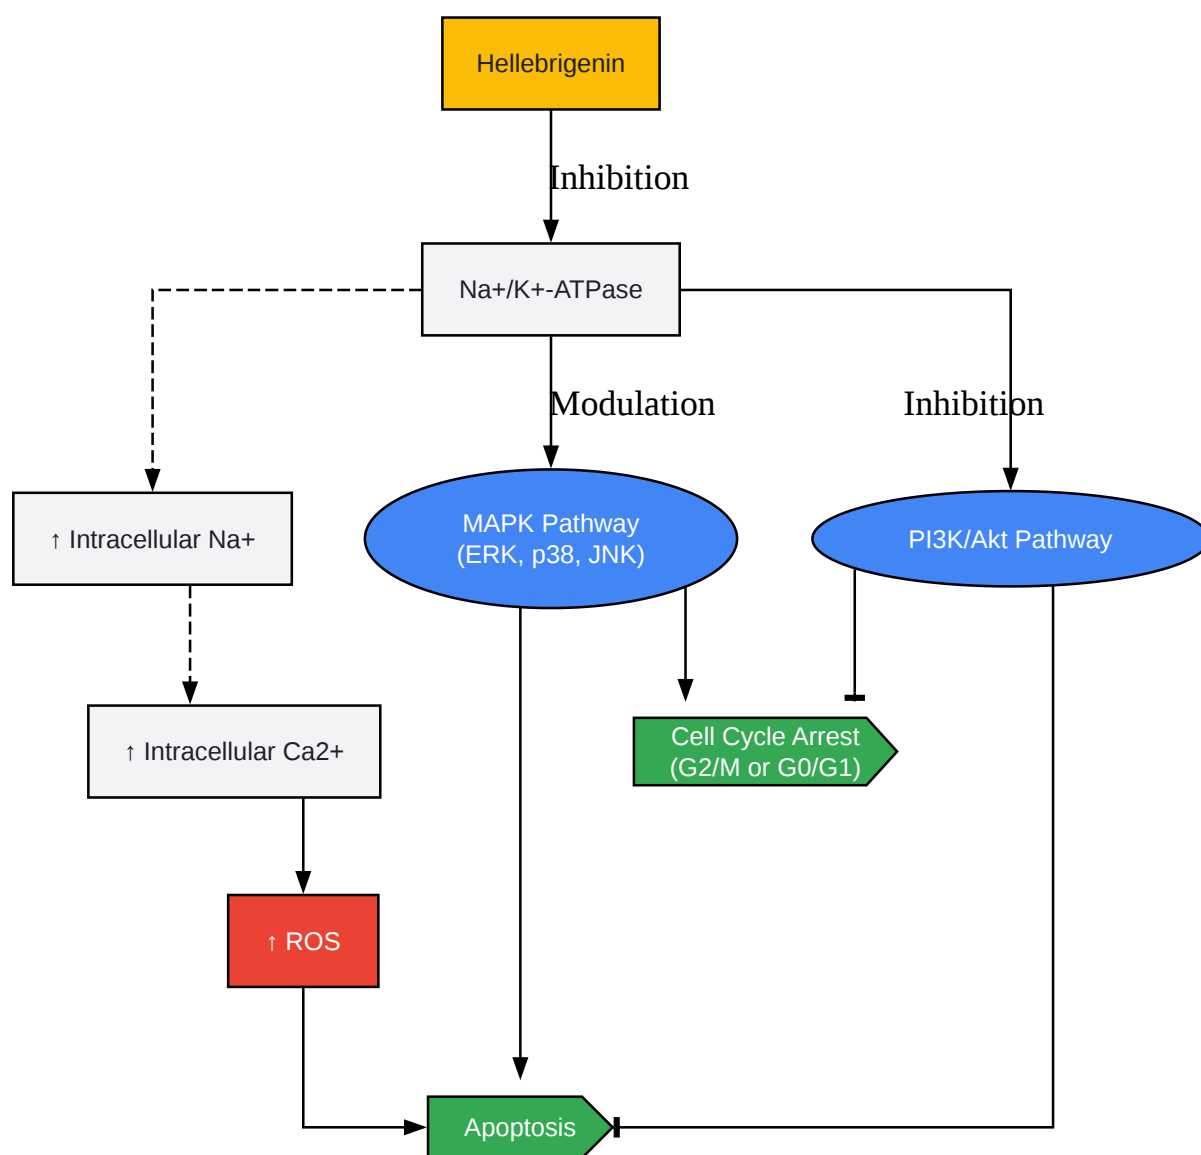 Hellebrigenin
Inhibition
Na+/K+-ATPase
Modulation
Inhibition
↑ Intracellular Na+
MAPK Pathway
(ERK, p38, JNK)
PI3K/Akt Pathway
↑ Intracellular Ca2+
Cell Cycle Arrest
(G2/M or G0/G1)
↑ ROS
Apoptosis